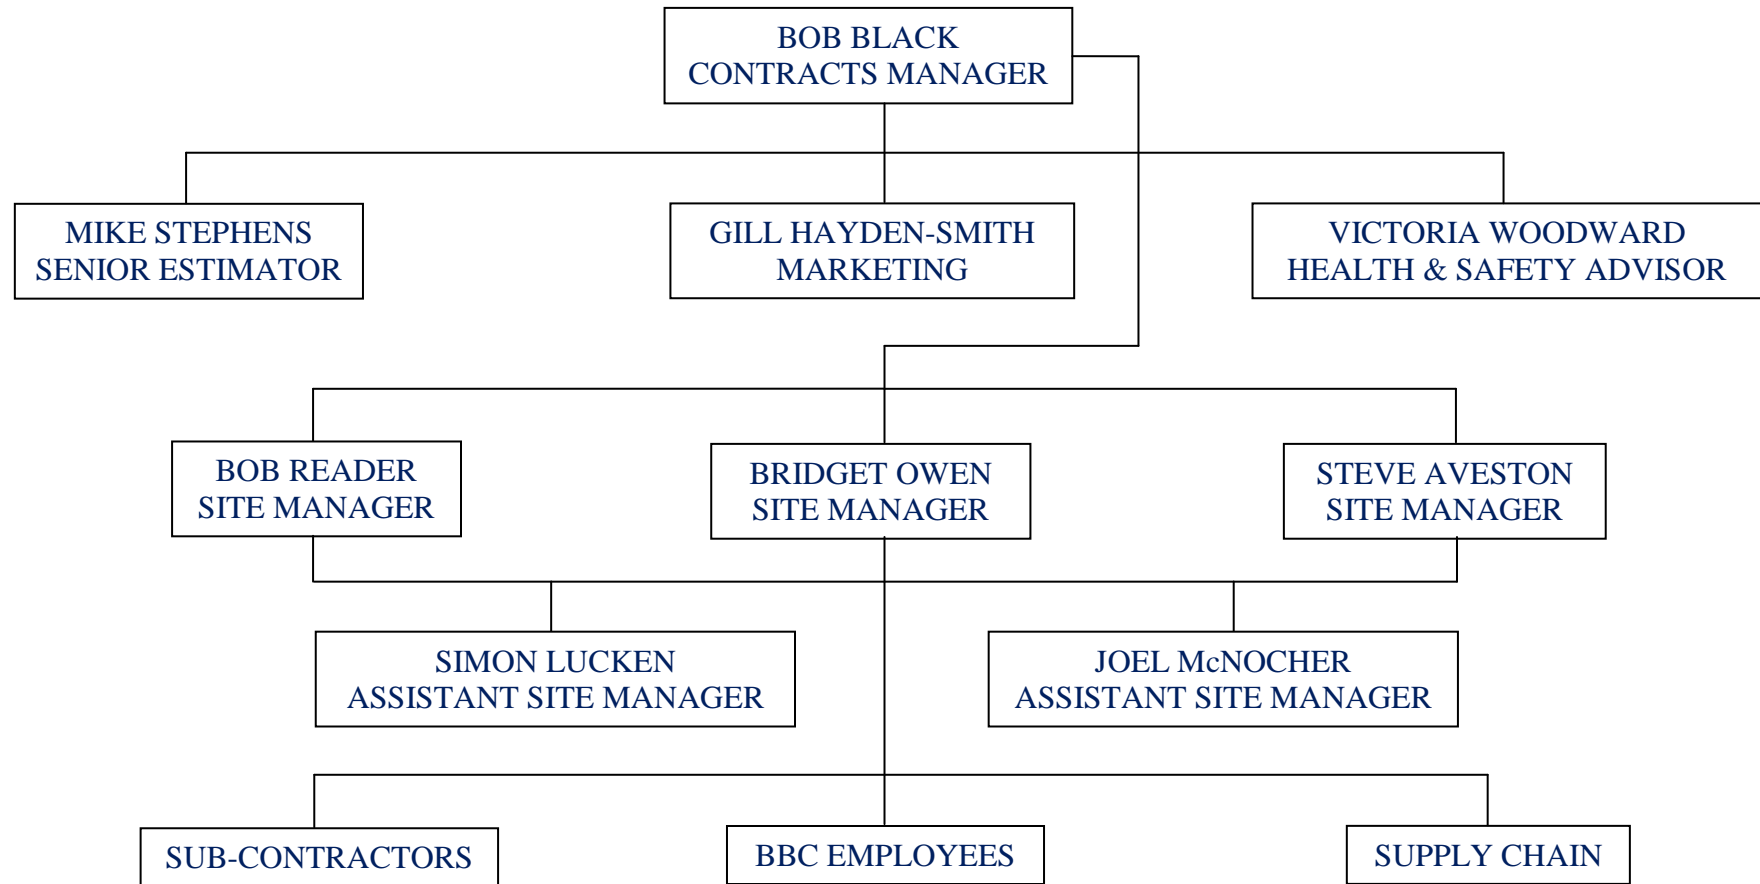 BOB BLACK
CONTRACTS MANAGER
MIKE STEPHENS
SENIOR ESTIMATOR
GILL HAYDEN-SMITH
MARKETING
VICTORIA WOODWARD
HEALTH & SAFETY ADVISOR
BOB READER
SITE MANAGER
BRIDGET OWEN
SITE MANAGER
STEVE AVESTON
SITE MANAGER
SIMON LUCKEN
ASSISTANT SITE MANAGER
JOEL McNOCHER
ASSISTANT SITE MANAGER
SUB-CONTRACTORS
BBC EMPLOYEES
SUPPLY CHAIN